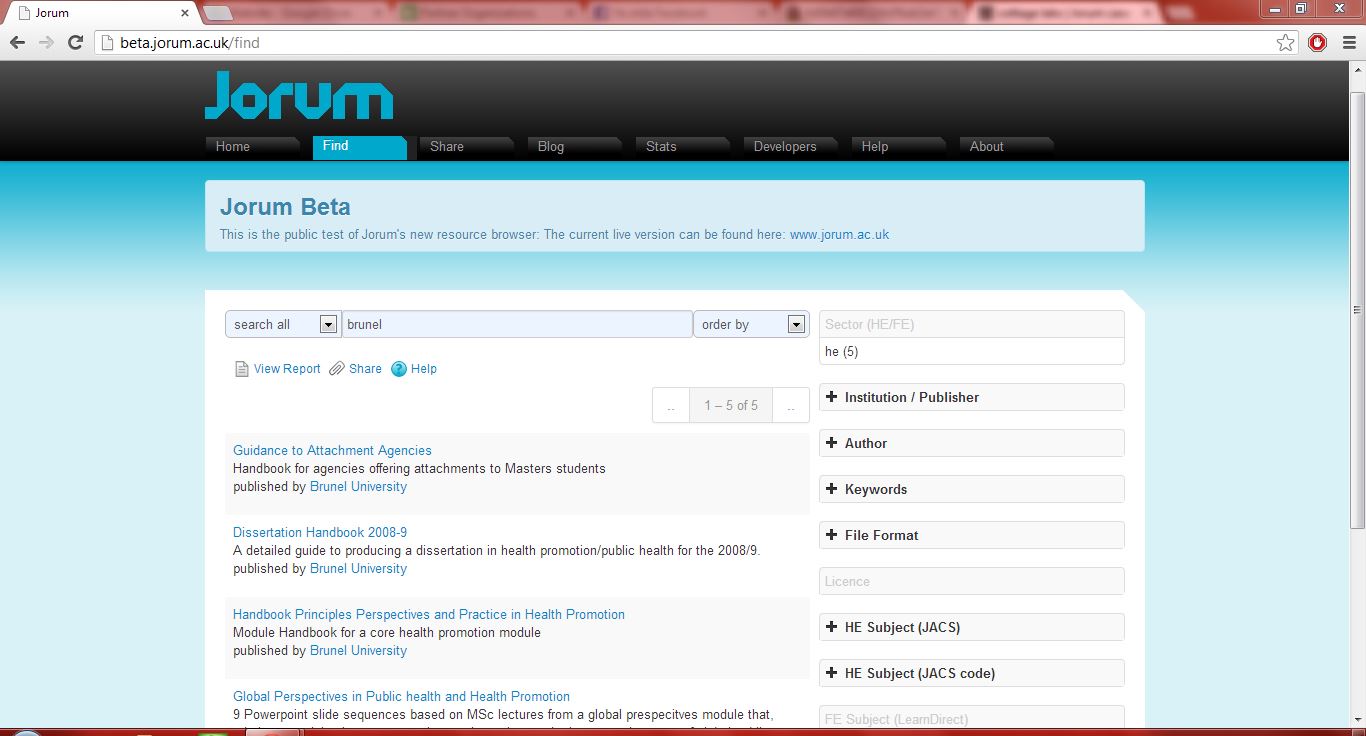 Jorum
beta.jorum.ac.uk/find
Jorum
Home Find Share Blog Stats Developers Help About
Jorum Beta
This is the public test of Jorum's new resource browser: The current live version can be found here: www.jorum.ac.uk
search all brunel order by
View Report Share Help
.. 1 – 5 of 5 ..
Guidance to Attachment Agencies
Handbook for agencies offering attachments to Masters students
published by Brunel University
Dissertation Handbook 2008-9
A detailed guide to producing a dissertation in health promotion/public health for the 2008/9.
published by Brunel University
Handbook Principles Perspectives and Practice in Health Promotion
Module Handbook for a core health promotion module
published by Brunel University
Global Perspectives in Public health and Health Promotion
9 Powerpoint slide sequences based on MSc lectures from a global prespecitves module that,
Sector (HE/FE)
he (5)
Institution / Publisher
Author
Keywords
File Format
Licence
HE Subject (JACS)
HE Subject (JACS code)
FE Subject (LearnDirect)